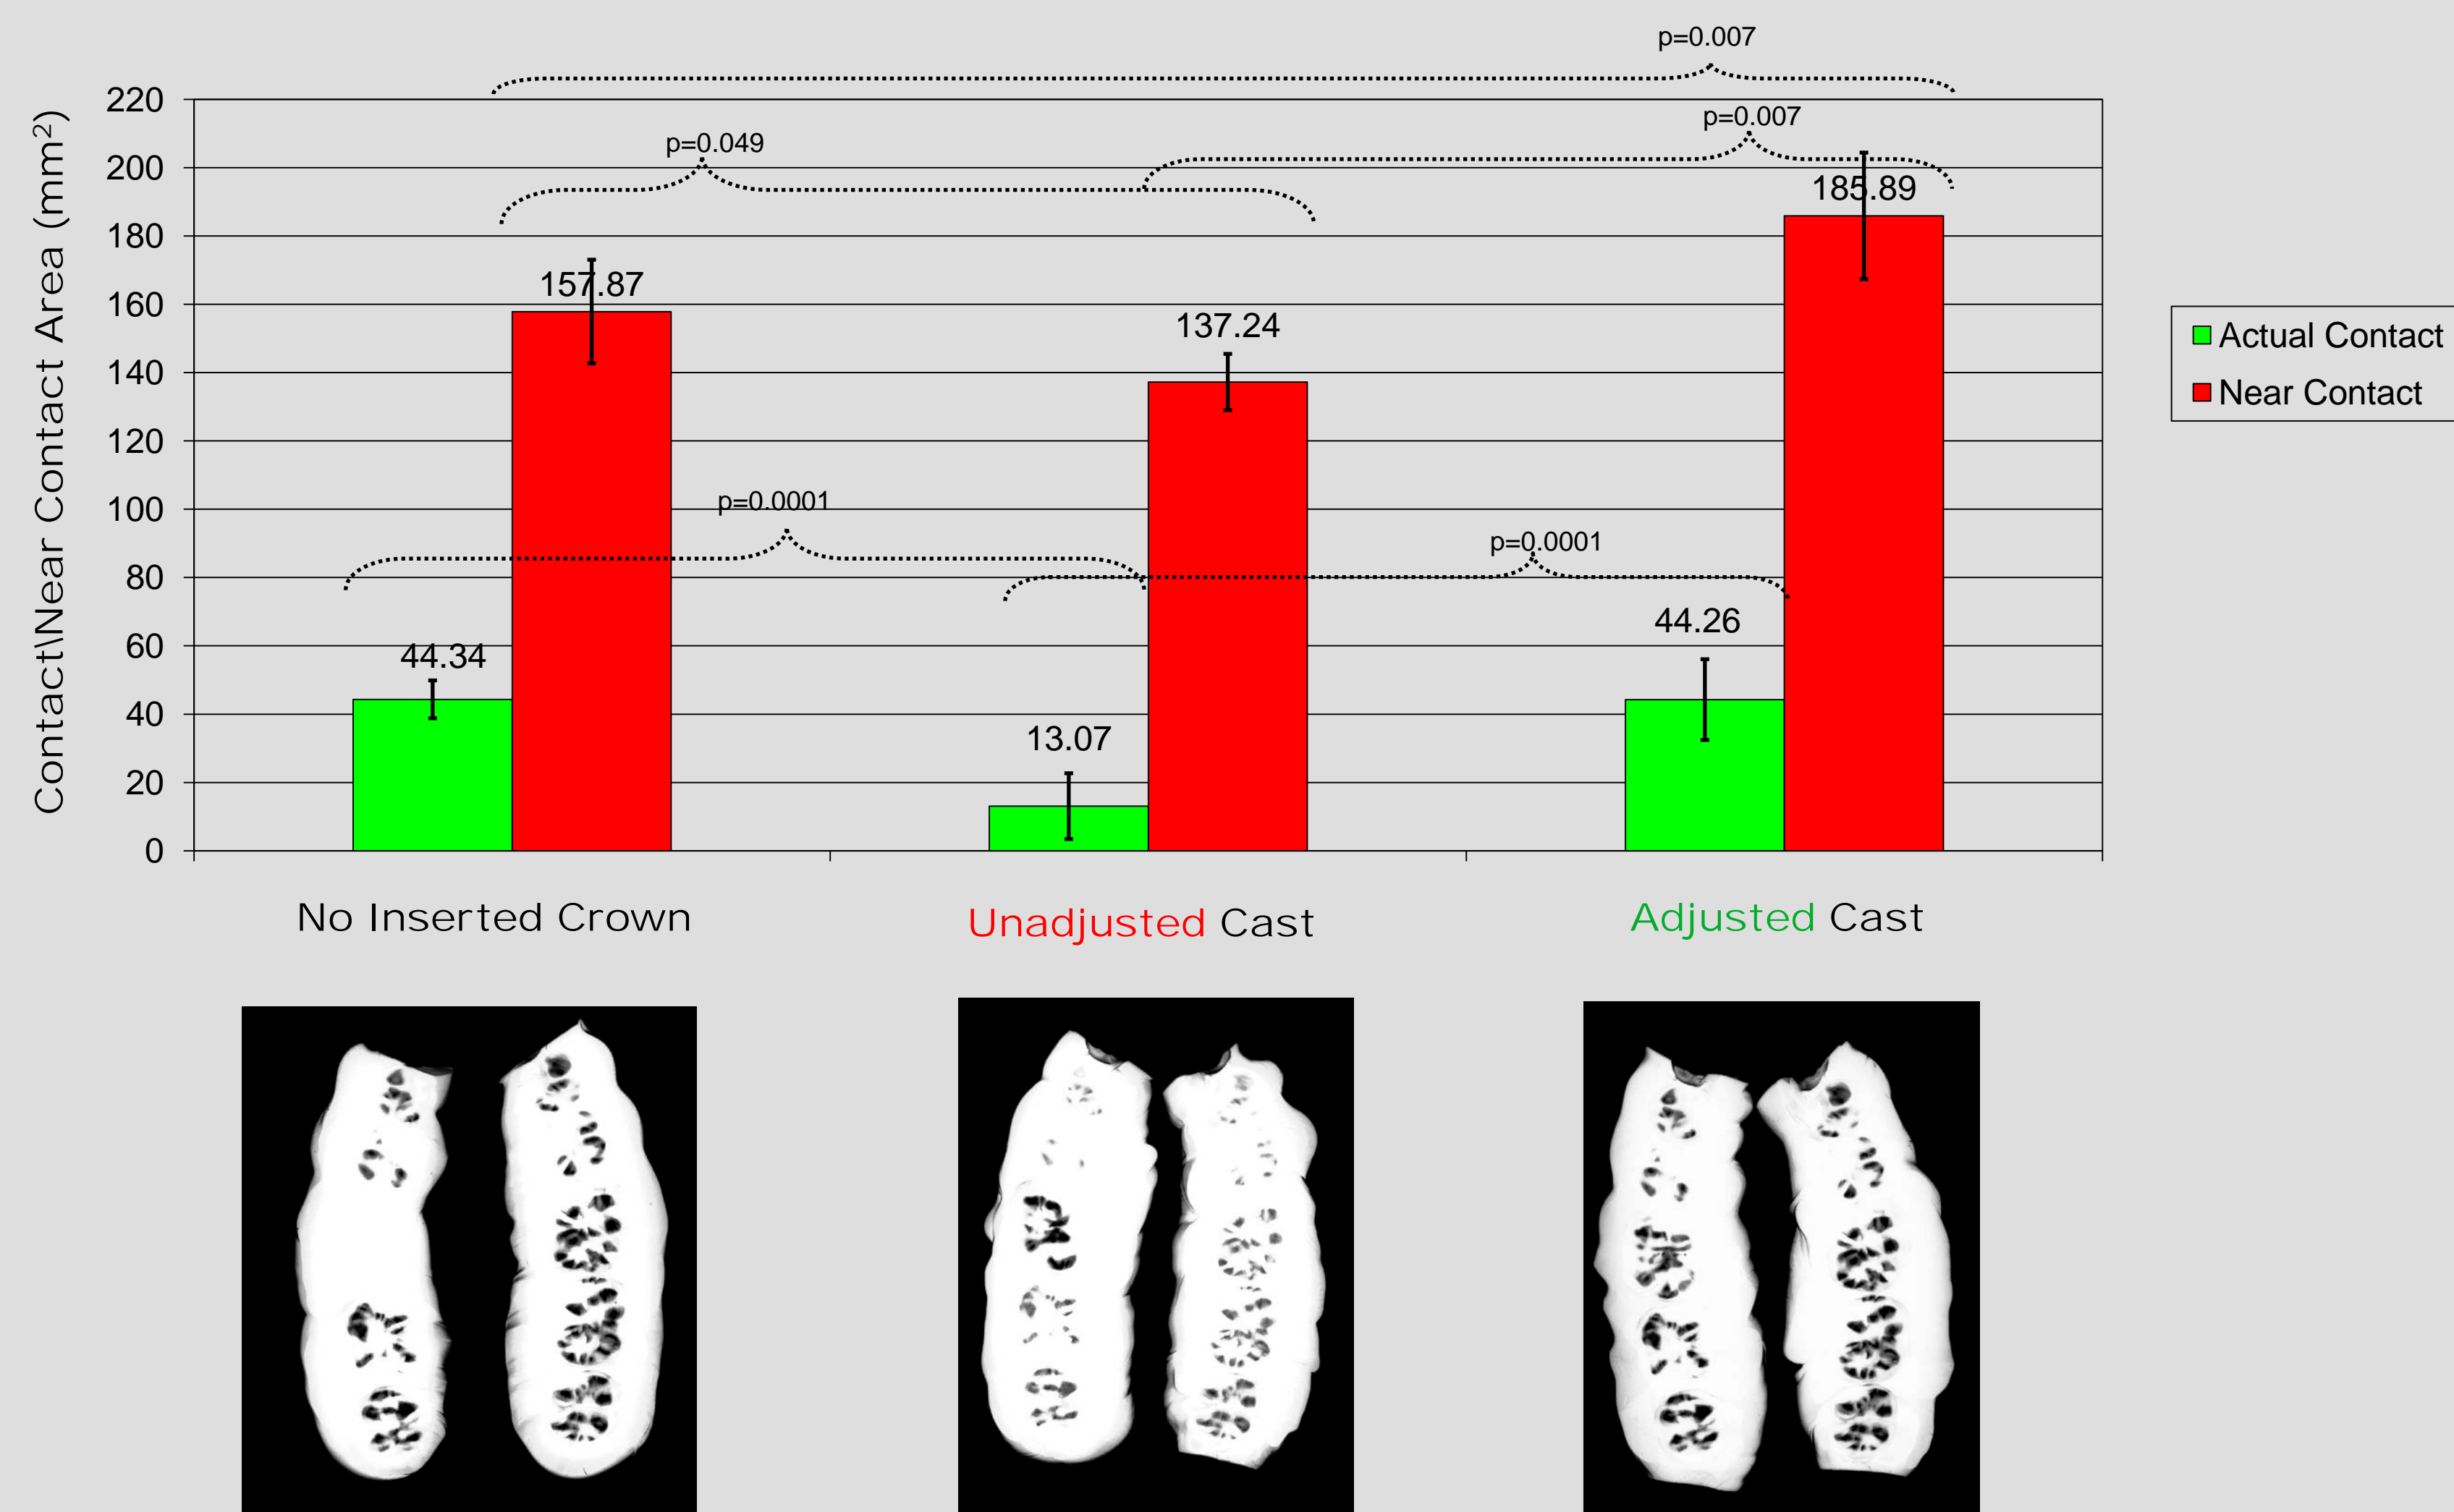 p=0.007
220
p=0.007
p=0.049
200
185.89
180
157.87
160
137.24
140
120
p=0.0001
100
p=0.0001
80
44.34
44.26
60
40
13.07
20
0
Contact\Near Contact Area (mm²)
Actual Contact
Near Contact
No Inserted Crown
Unadjusted Cast
Adjusted Cast